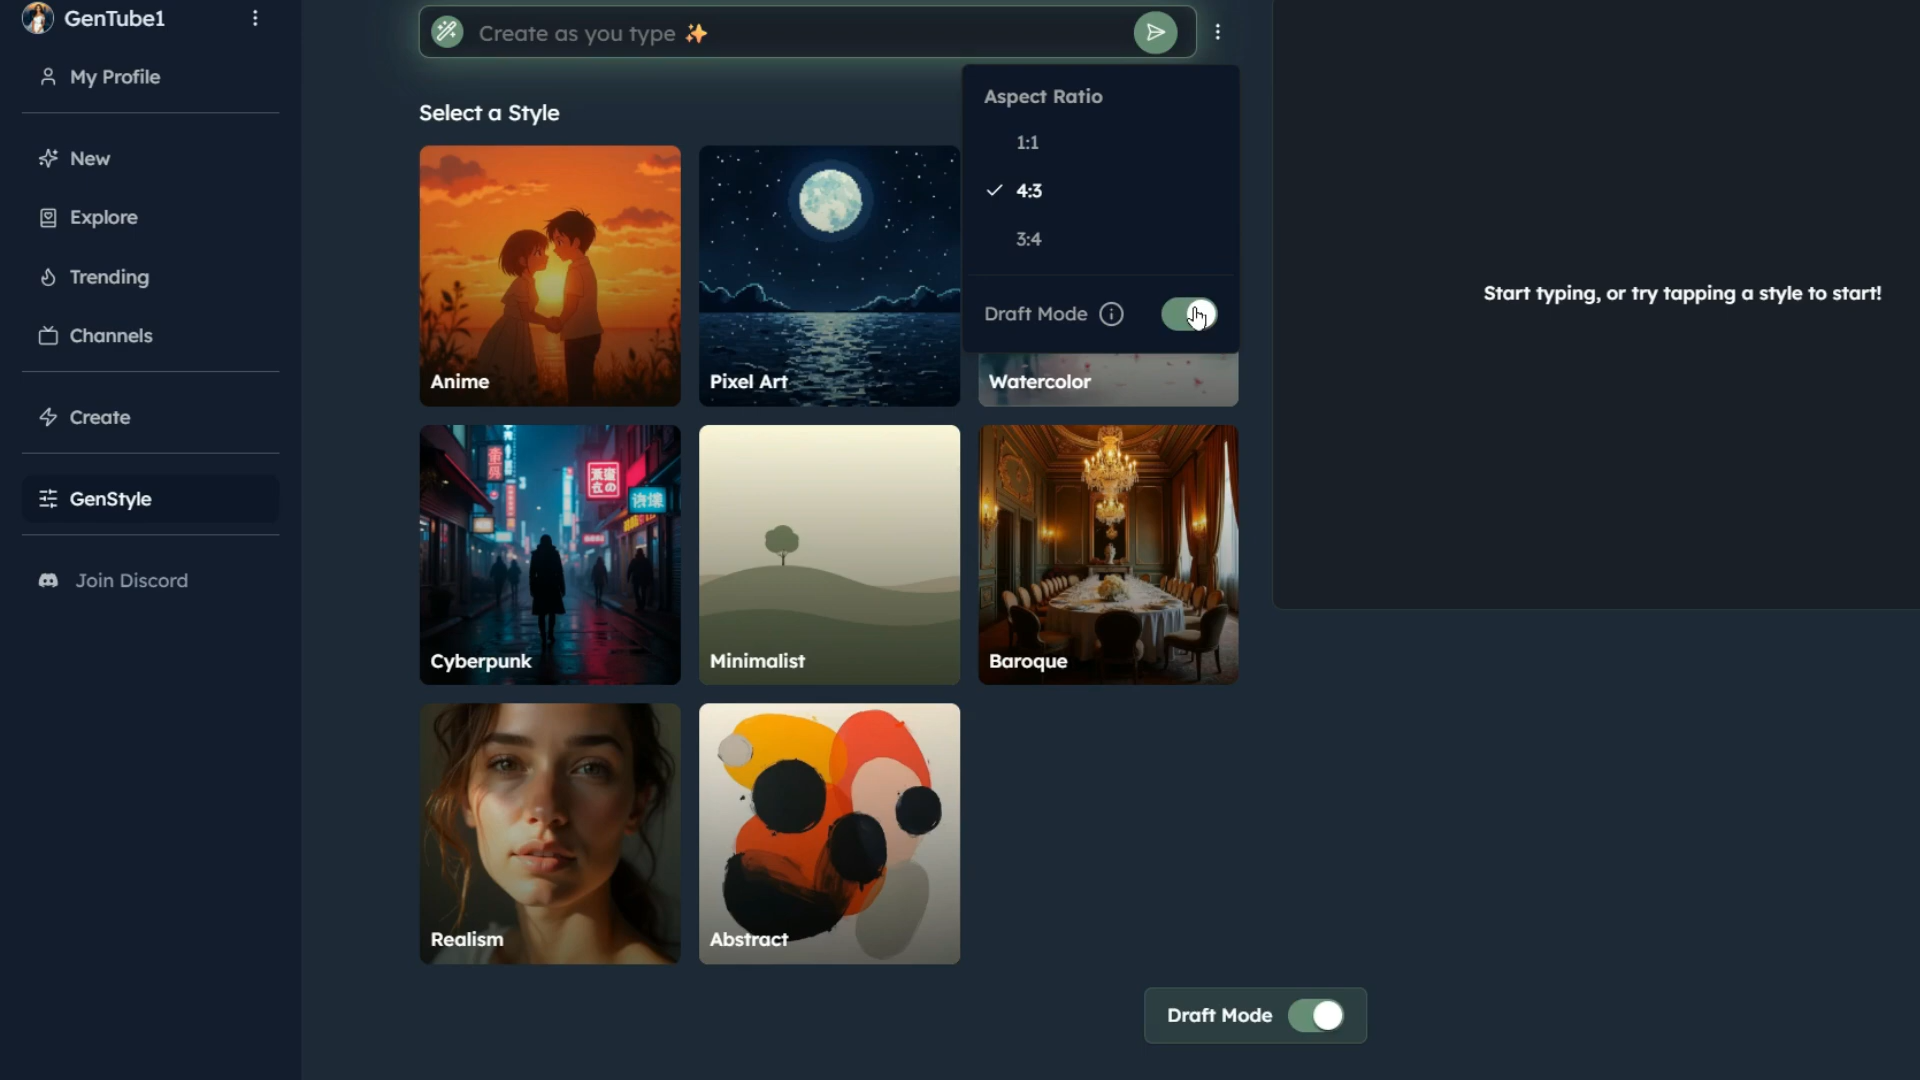 GenTube1
My Profile
New
Explore
Trending
Channels
Create
GenStyle
Join Discord
Create as you type ✨
Select a Style
Aspect Ratio
1:1
4:3
3:4
Draft Mode
Anime
Pixel Art
Watercolor
Cyberpunk
Minimalist
Baroque
Realism
Abstract
Start typing, or try tapping a style to start!
Draft Mode